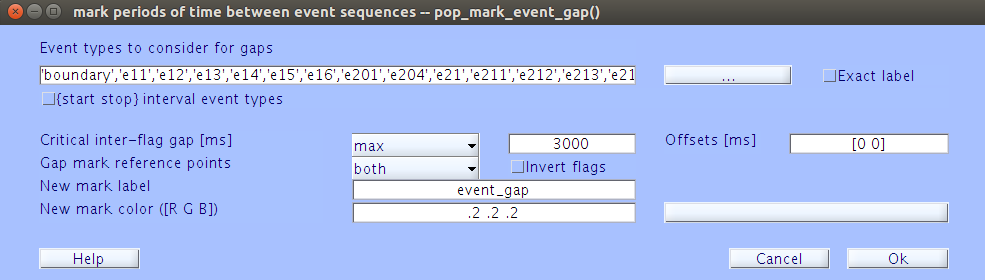 mark periods of time between event sequences -- pop_mark_event_gap()
Event types to consider for gaps
'boundary','e11','e12','e13','e14','e15','e16','e201','e204','e21','e211','e212','e213','e21 ... Exact label
{start stop} interval event types
Critical inter-flag gap [ms] max 3000 Offsets [ms] [0 0]
Gap mark reference points both Invert flags
New mark label event_gap
New mark color ([R G B]) .2 .2 .2
Help Cancel Ok